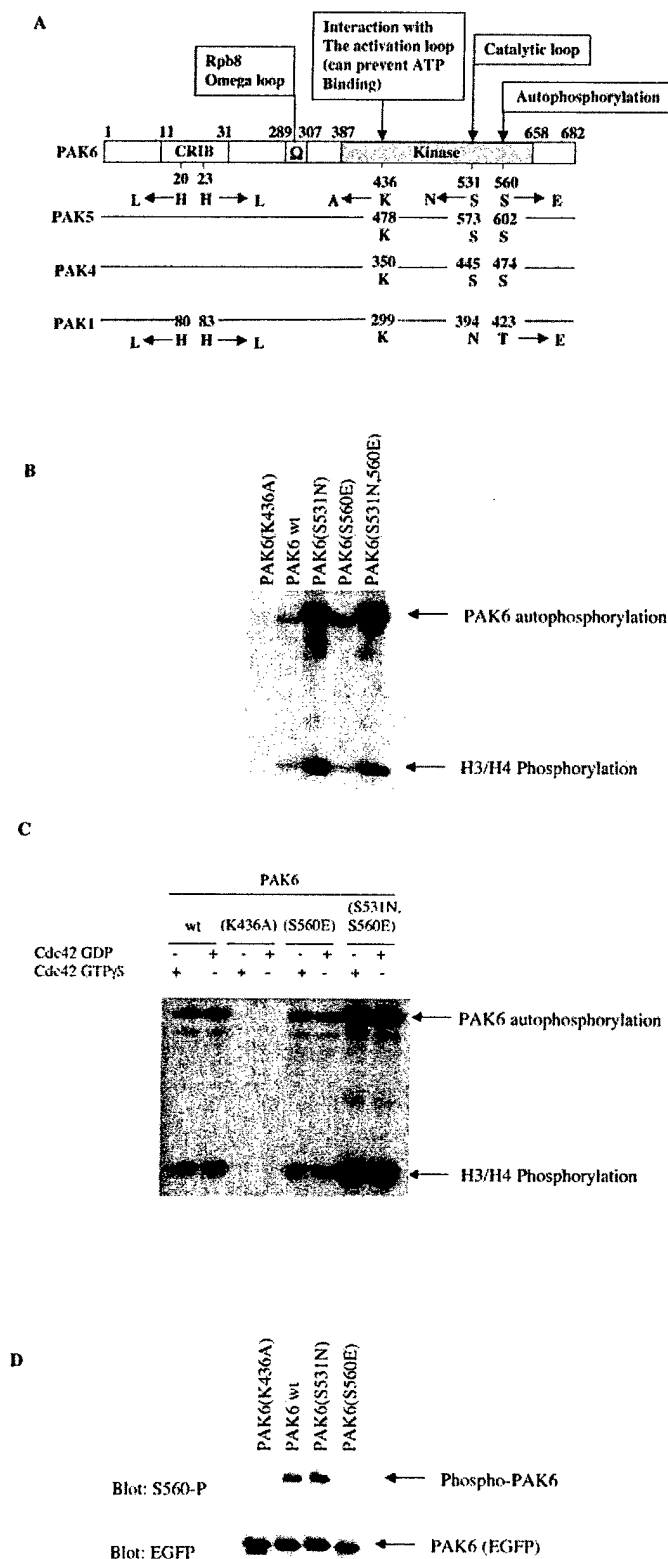 A
Interaction with
The activation loop
(can prevent ATP
Binding)
Rpb8
Omega loop
Catalytic loop
Autophosphorylation
1 11 31 289 307 387 658 682
PAK6 CRIB Ω Kinase
20 23 436 531 560
L ← H H → L A ← K N ← S S → E
PAK5 478 573 602
K S S
PAK4 350 445 474
K S S
PAK1 80 83 299 394 423
L ← H H → L K N T → E
B
PAK6(K436A)
PAK6 wt
PAK6(S531N)
PAK6(S560E)
PAK6(S531N,560E)
PAK6 autophosphorylation
H3/H4 Phosphorylation
C
PAK6
wt (K436A) (S560E) (S531N, S560E)
Cdc42 GDP - + - + - + - +
Cdc42 GTPγS + - + - + - + -
PAK6 autophosphorylation
H3/H4 Phosphorylation
D
PAK6(K436A)
PAK6 wt
PAK6(S531N)
PAK6(S560E)
Blot: S560-P Phospho-PAK6
Blot: EGFP PAK6 (EGFP)